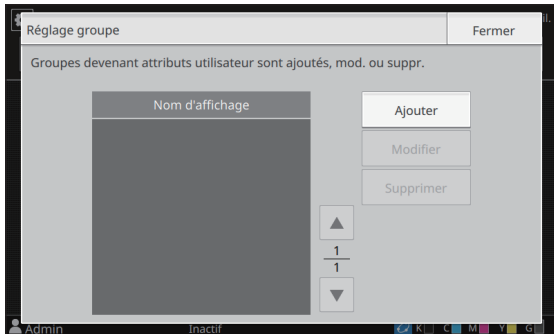 Réglage groupe
Fermer
Groupes devenant attributs utilisateur sont ajoutés, mod. ou suppr.
Nom d'affichage
Ajouter
Modifier
Supprimer
1
1
Admin
Inactif
K C M Y G